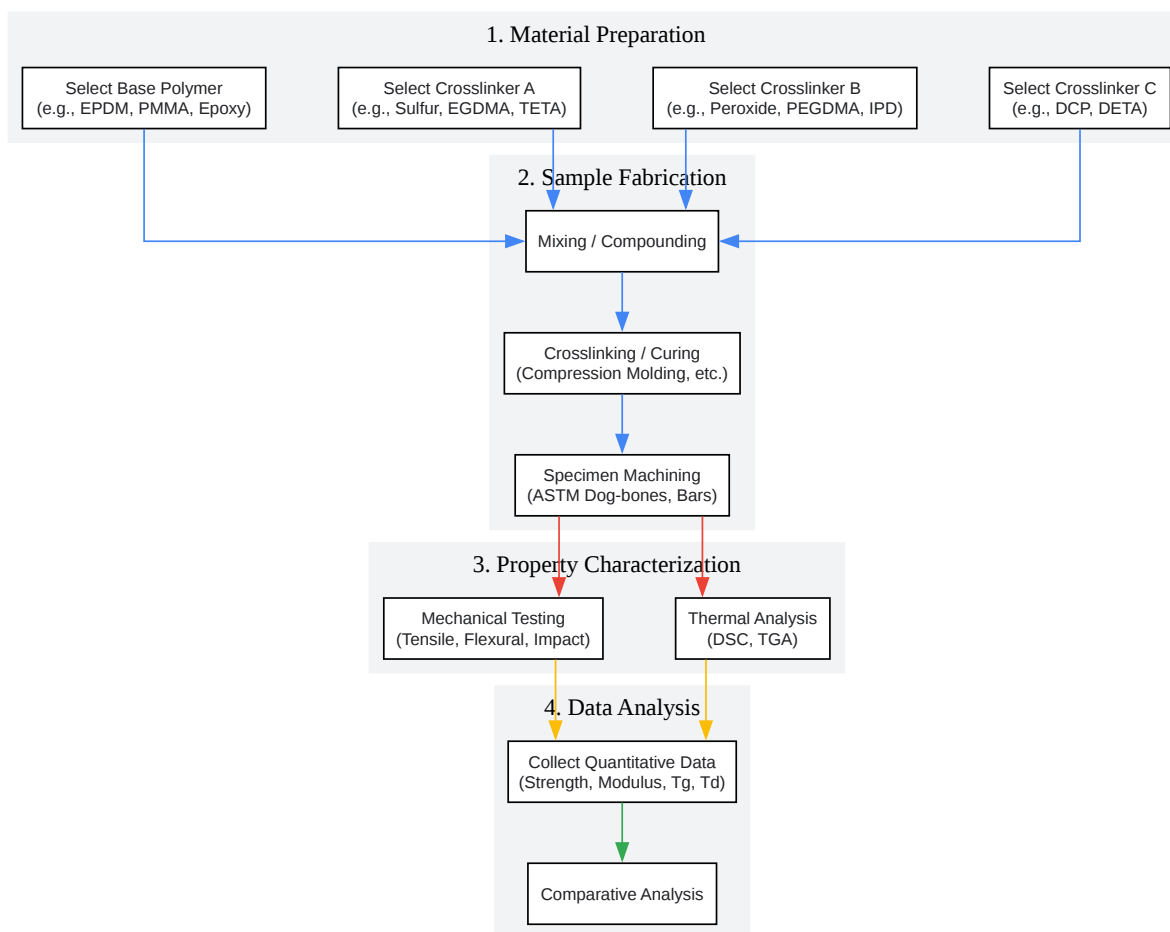 1. Material Preparation
Select Base Polymer
(e.g., EPDM, PMMA, Epoxy)
Select Crosslinker A
(e.g., Sulfur, EGDMA, TETA)
Select Crosslinker B
(e.g., Peroxide, PEGDMA, IPD)
Select Crosslinker C
(e.g., DCP, DETA)
2. Sample Fabrication
Mixing / Compounding
Crosslinking / Curing
(Compression Molding, etc.)
Specimen Machining
(ASTM Dog-bones, Bars)
3. Property Characterization
Mechanical Testing
(Tensile, Flexural, Impact)
Thermal Analysis
(DSC, TGA)
4. Data Analysis
Collect Quantitative Data
(Strength, Modulus, Tg, Td)
Comparative Analysis